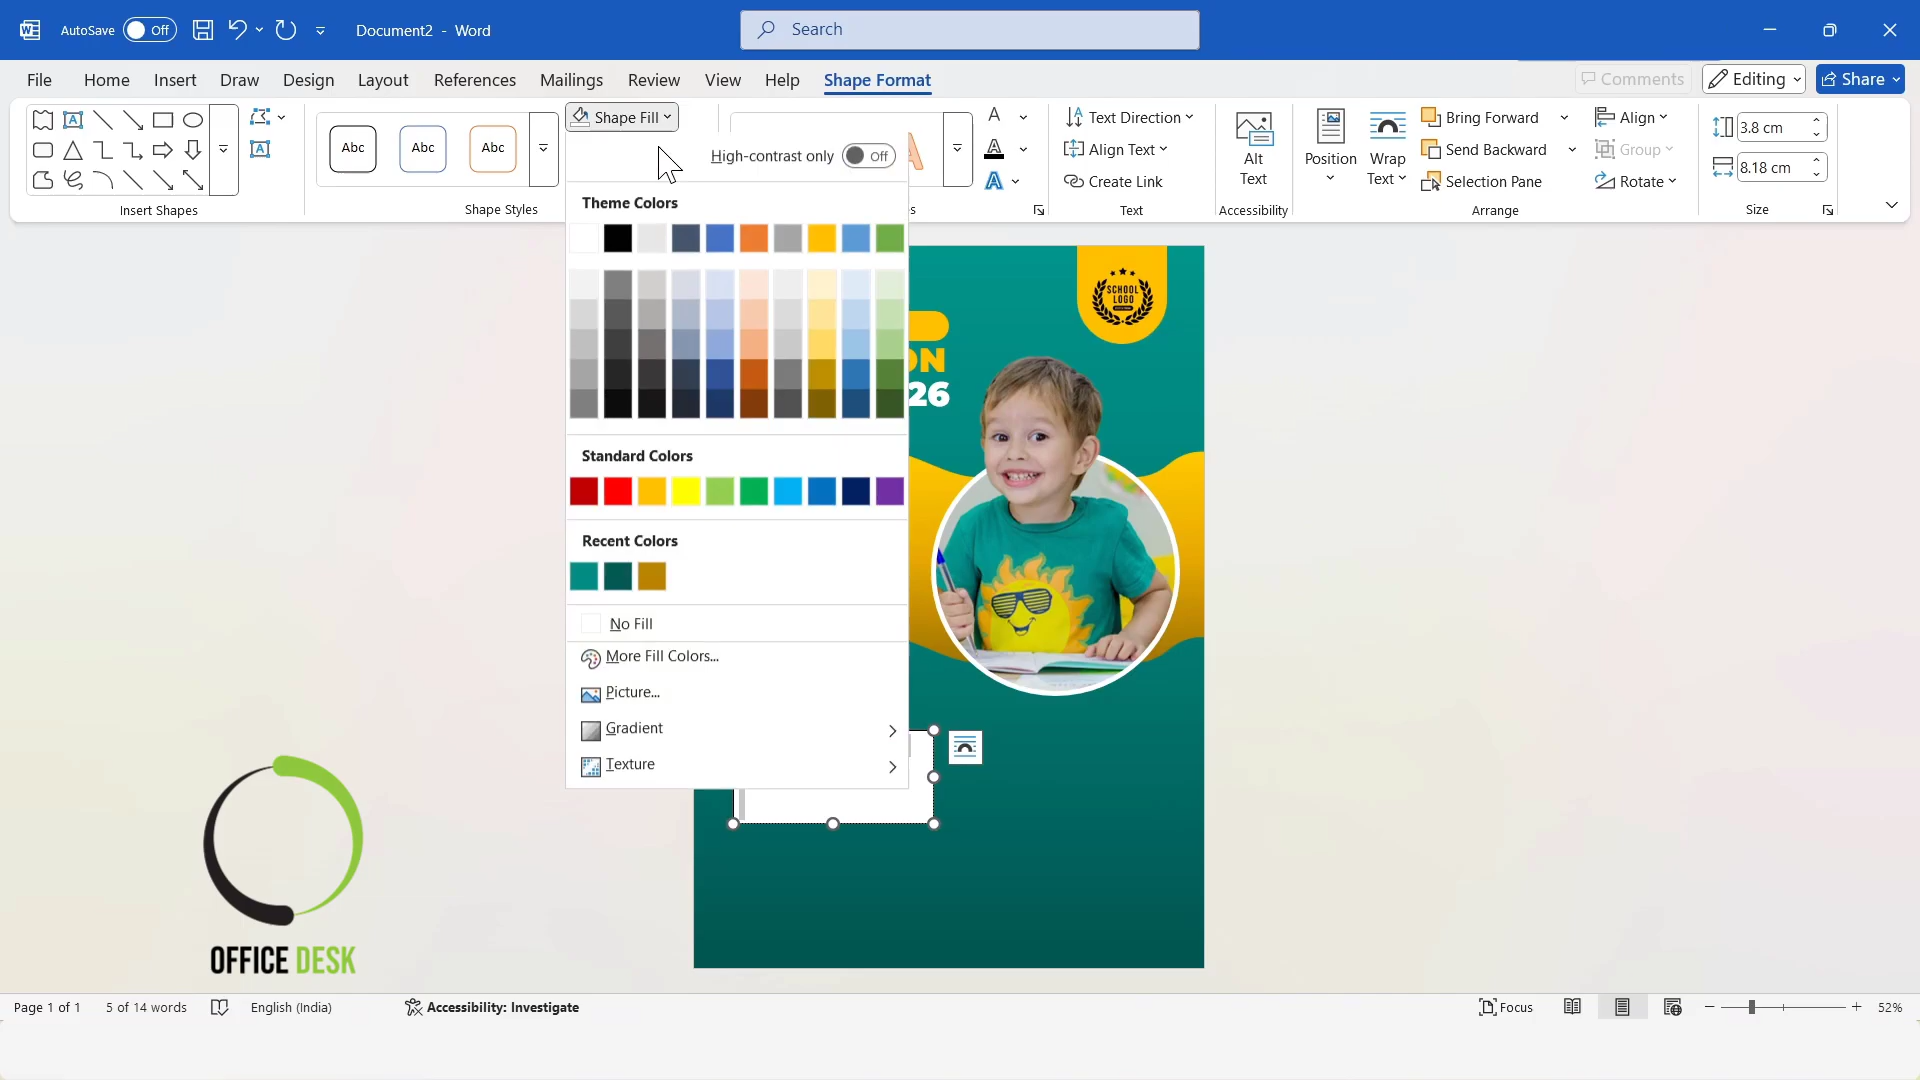 AutoSave Off Document2 - Word Search
File Home Insert Draw Design Layout References Mailings Review View Help Shape Format Comments Editing Share
Abc Abc Abc
Shape Fill
High-contrast only Off
Text Direction
Align Text
Create Link
Alt Text
Position
Wrap Text
Bring Forward
Send Backward
Selection Pane
Align
Group
Rotate
3.8 cm
8.18 cm
Insert Shapes Shape Styles Text Accessibility Arrange Size
Theme Colors
Standard Colors
Recent Colors
No Fill
More Fill Colors...
Picture...
Gradient
Texture
SCHOOL
LOGO
ON
26
OFFICE DESK
Page 1 of 1 5 of 14 words English (India) Accessibility: Investigate Focus 52%